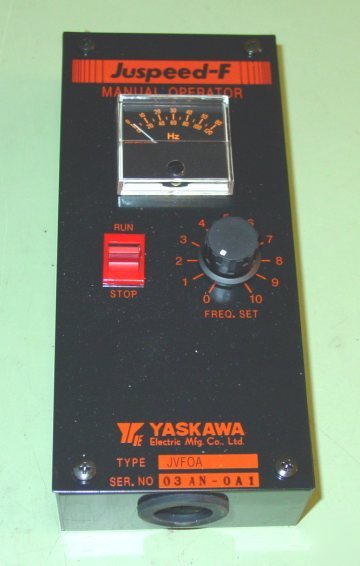 Juspeed-F
MANUAL OPERATOR
Hz
RUN
STOP
4 5 6
3 7
2 8
1 9
0 10
FREQ. SET
YASKAWA
Electric Mfg. Co., Ltd.
TYPE JVFOA
SER. NO 03AN-0A1